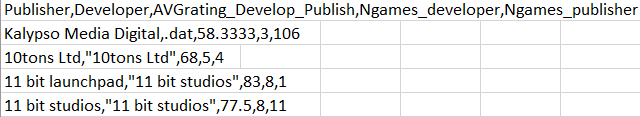 Publisher,Developer,AVGrating_Develop_Publish,Ngames_developer,Ngames_publisher
Kalypso Media Digital,.dat,58.3333,3,106
10tons Ltd,"10tons Ltd",68,5,4
11 bit launchpad,"11 bit studios",83,8,1
11 bit studios,"11 bit studios",77.5,8,11